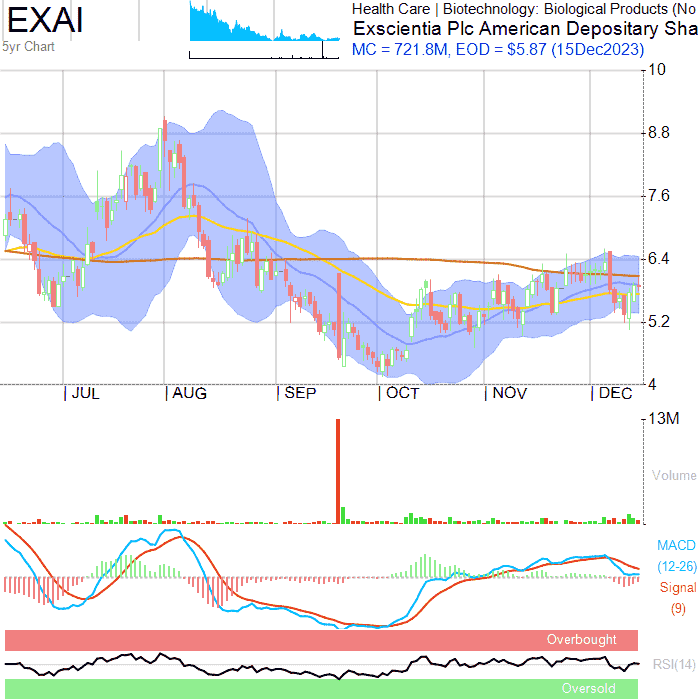 EXAI
5yr Chart
Health Care | Biotechnology: Biological Products (No
Exscientia Plc American Depositary Sha
MC = 721.8M, EOD = $5.87 (15Dec2023)
10
8.8
7.6
6.4
5.2
4
| JUL | AUG | SEP | OCT | NOV | DEC
13M
Volume
MACD
(12-26)
Signal
(9)
Overbought
RSI(14)
Oversold